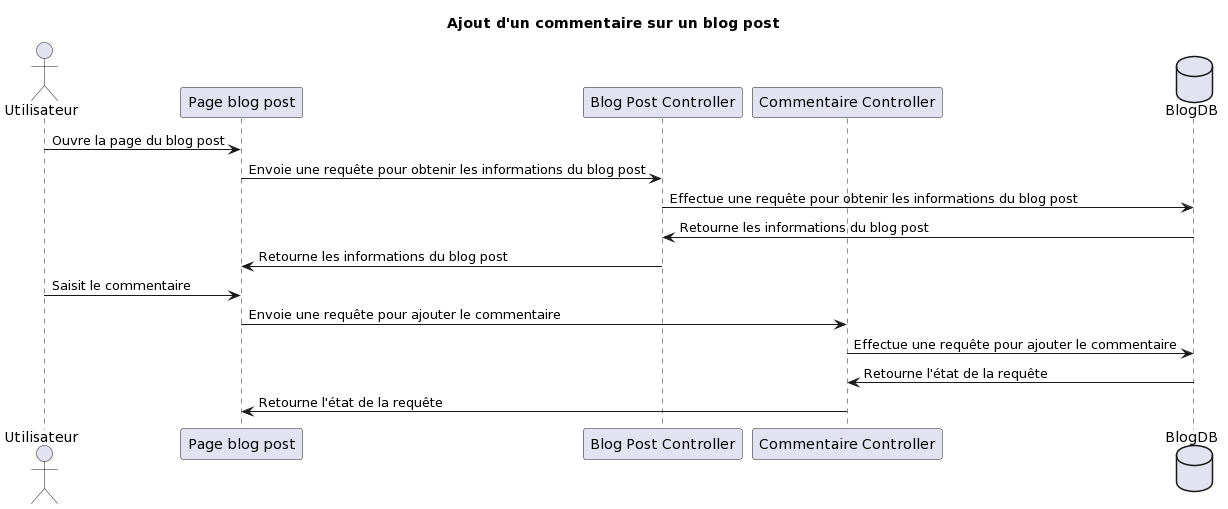 Ajout d'un commentaire sur un blog post
Utilisateur
Page blog post
Blog Post Controller
Commentaire Controller
BlogDB
Ouvre la page du blog post
Envoie une requête pour obtenir les informations du blog post
Effectue une requête pour obtenir les informations du blog post
Retourne les informations du blog post
Retourne les informations du blog post
Saisit le commentaire
Envoie une requête pour ajouter le commentaire
Effectue une requête pour ajouter le commentaire
Retourne l'état de la requête
Retourne l'état de la requête
Utilisateur
Page blog post
Blog Post Controller
Commentaire Controller
BlogDB